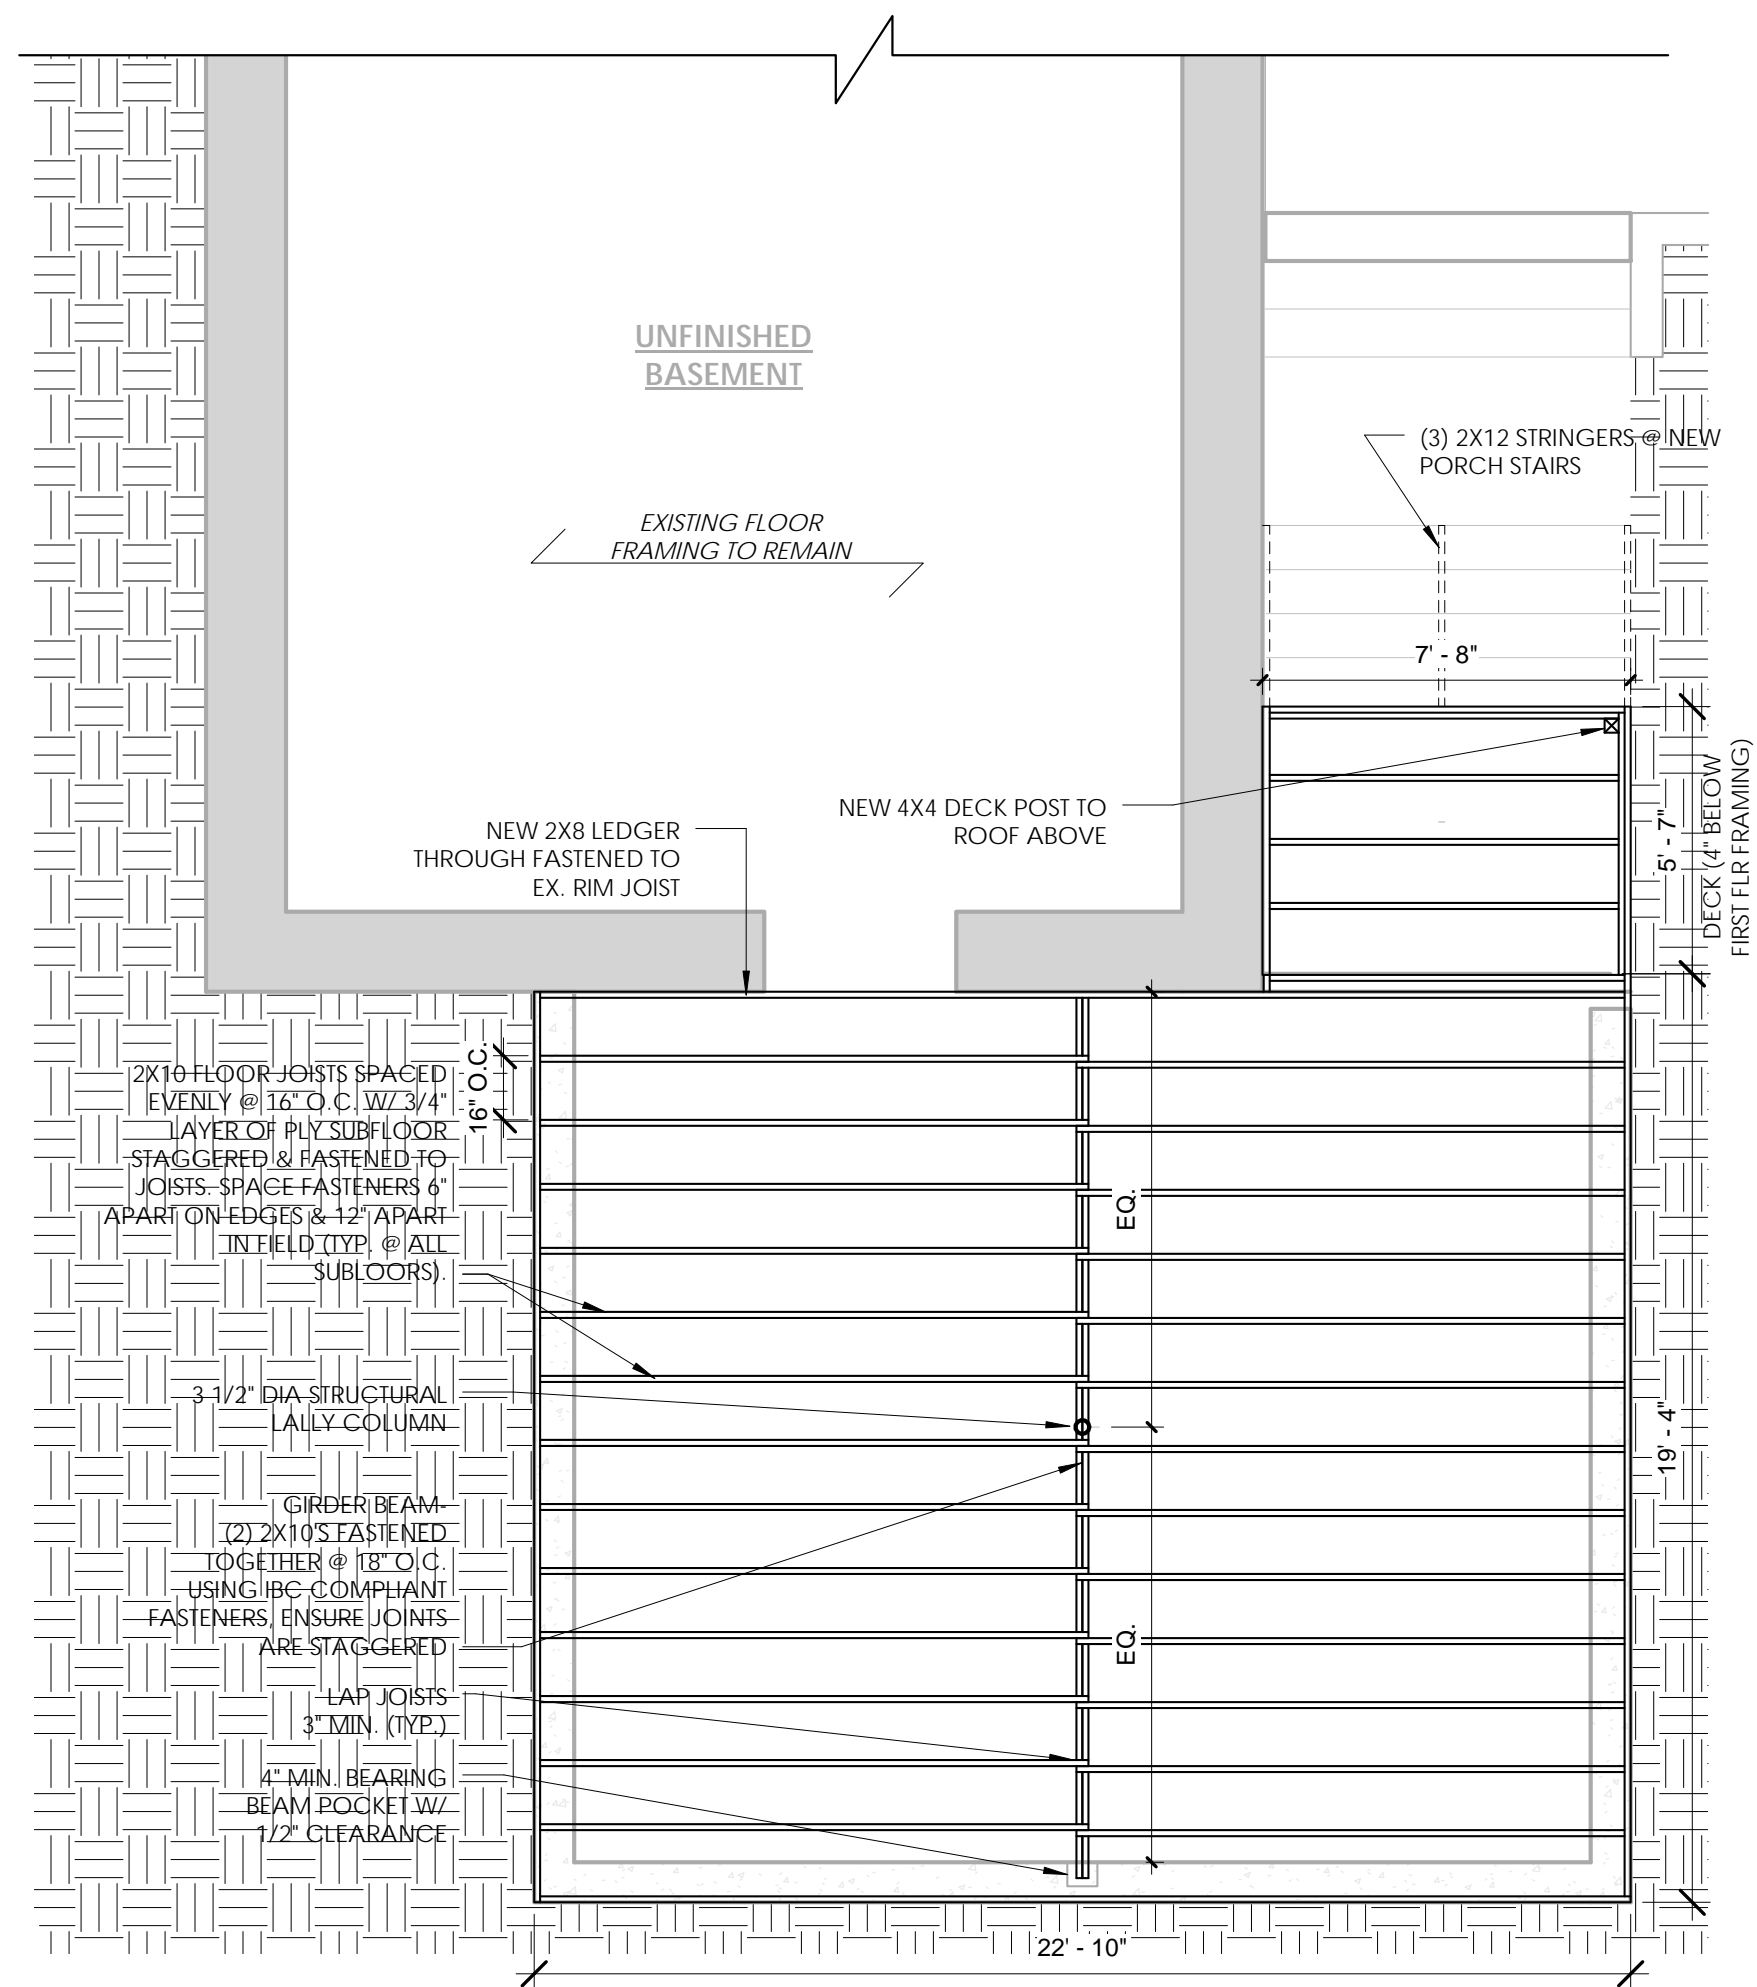 UNFINISHED
BASEMENT
(3) 2X12 STRINGERS @ NEW
PORCH STAIRS
EXISTING FLOOR
FRAMING TO REMAIN
7' - 8"
NEW 4X4 DECK POST TO
ROOF ABOVE
NEW 2X8 LEDGER
THROUGH FASTENED TO
EX. RIM JOIST
5' - 7"
DECK (4" BELOW
FIRST FLR FRAMING)
16" O.C.
2X10 FLOOR JOISTS SPACED
EVENLY @ 16" O.C. W/ 3/4"
LAYER OF PLY SUBFLOOR
STAGGERED & FASTENED TO
JOISTS. SPACE FASTENERS 6"
APART ON EDGES & 12" APART
IN FIELD (TYP. @ ALL
SUBLOORS).
EQ.
3 1/2" DIA STRUCTURAL
LALLY COLUMN
19' - 4"
GIRDER BEAM-
(2) 2X10'S FASTENED
TOGETHER @ 18" O.C.
USING IBC COMPLIANT
FASTENERS, ENSURE JOINTS
ARE STAGGERED
EQ.
LAP JOISTS
3" MIN. (TYP.)
4" MIN. BEARING
BEAM POCKET W/
1/2" CLEARANCE
22' - 10"